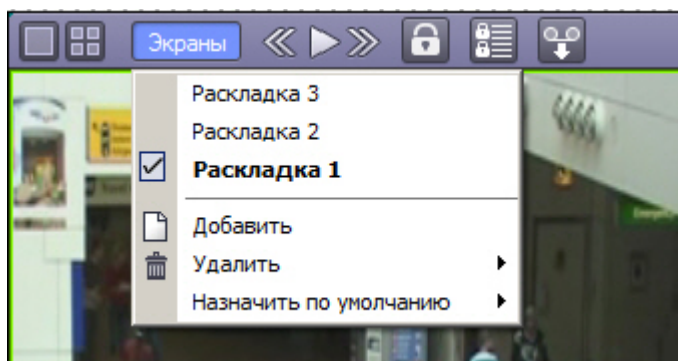 Экраны
Раскладка 3
Раскладка 2
Раскладка 1
Добавить
Удалить
Назначить по умолчанию